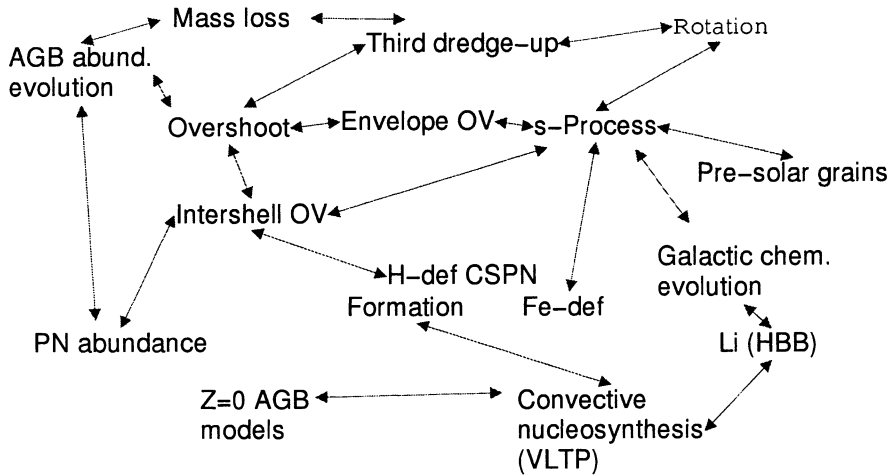 Mass loss
Third dredge-up
Rotation
AGB abund.
evolution
Overshoot
Envelope OV
s-Process
Pre-solar grains
Intershell OV
Galactic chem.
evolution
H-def CSPN
Formation
Fe-def
PN abundance
Li (HBB)
Z=0 AGB
models
Convective
nucleosynthesis
(VLTP)